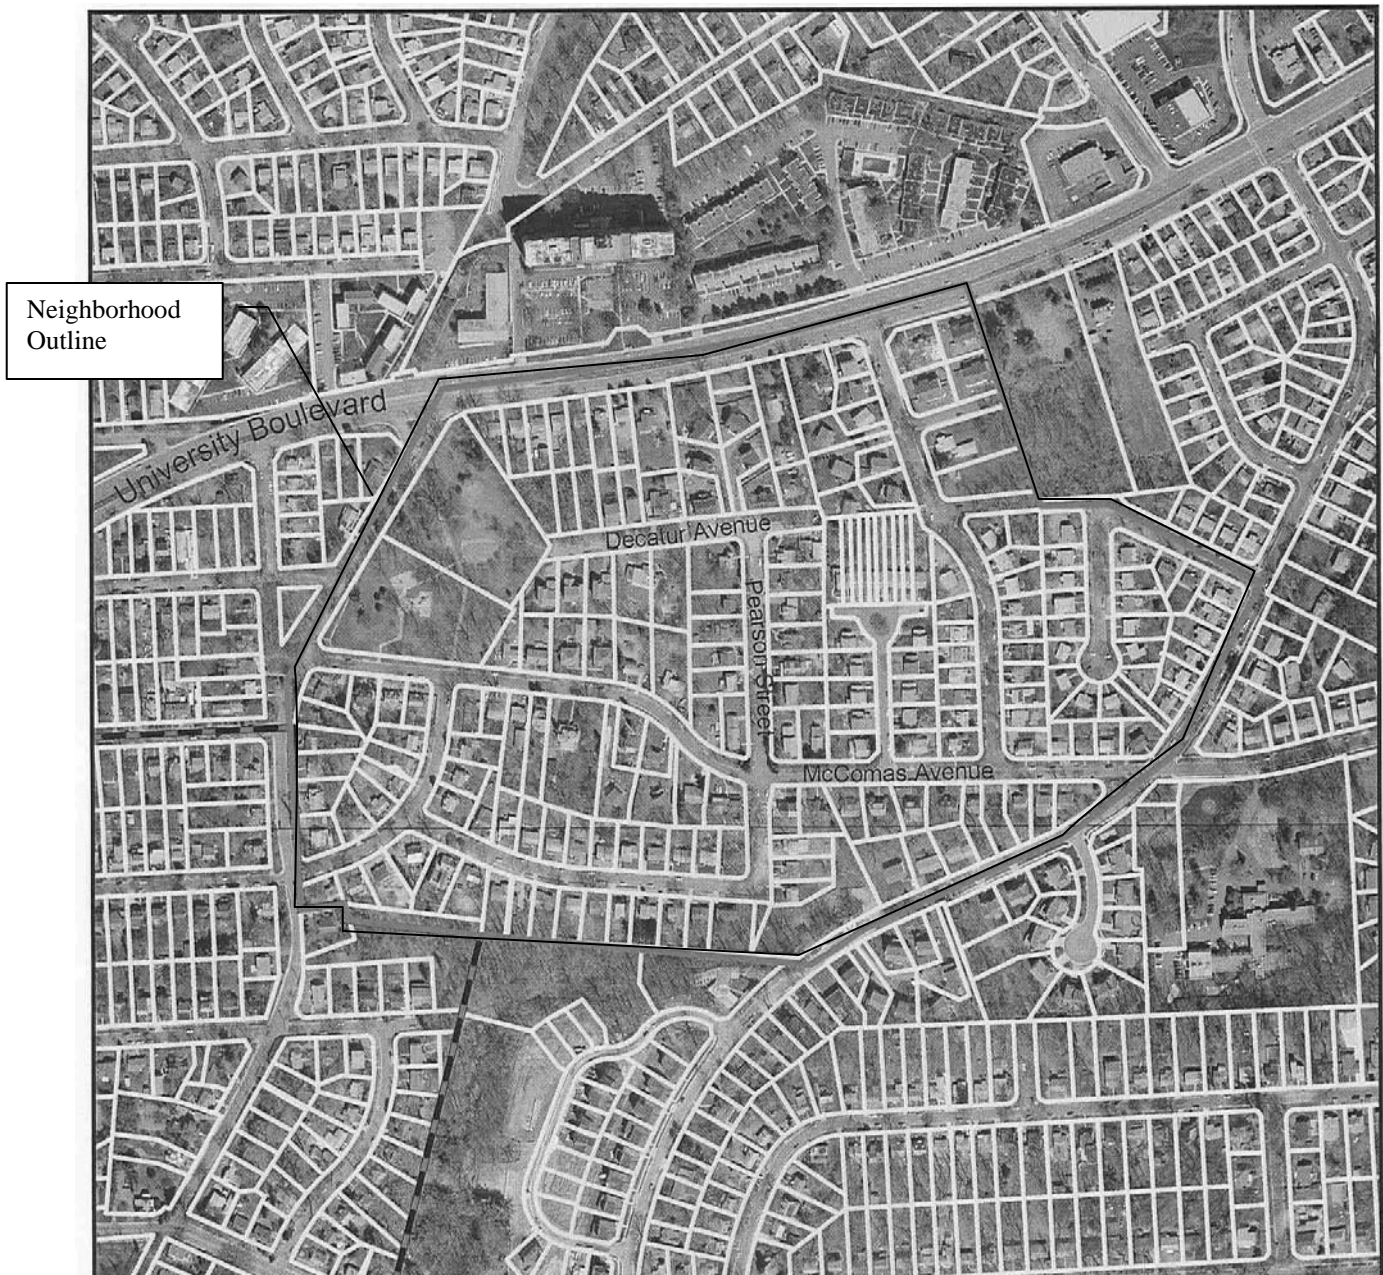 Neighborhood
Outline
University Boulevard
Decatur Avenue
Pearson Street
McComas Avenue